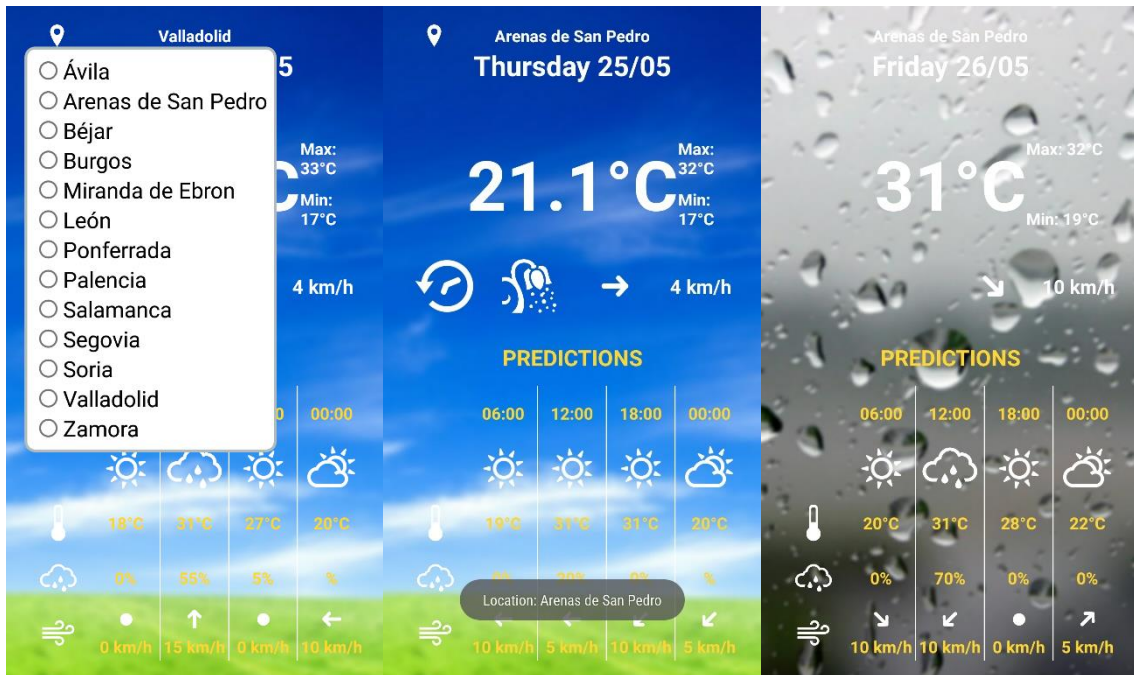 Valladolid
5
Ávila
Arenas de San Pedro
Béjar
Burgos
Miranda de Ebron
León
Ponferrada
Palencia
Salamanca
Segovia
Soria
Valladolid
Zamora
C
Max:
33°C
Min:
17°C
4 km/h
0 00:00
18°C 31°C 27°C 20°C
0% 55% 5% %
0 km/h 15 km/h 0 km/h 10 km/h
Arenas de San Pedro
Thursday 25/05
21.1°C
Max:
32°C
Min:
17°C
4 km/h
PREDICTIONS
06:00 12:00 18:00 00:00
19°C 31°C 31°C 20°C
%
Location: Arenas de San Pedro
10 km/h 5 km/h 10 km/h 5 km/h
Arenas de San Pedro
Friday 26/05
31°C
Max: 32°C
Min: 19°C
10 km/h
PREDICTIONS
06:00 12:00 18:00 00:00
20°C 31°C 28°C 22°C
0% 70% 0% 0%
10 km/h 10 km/h 0 km/h 5 km/h